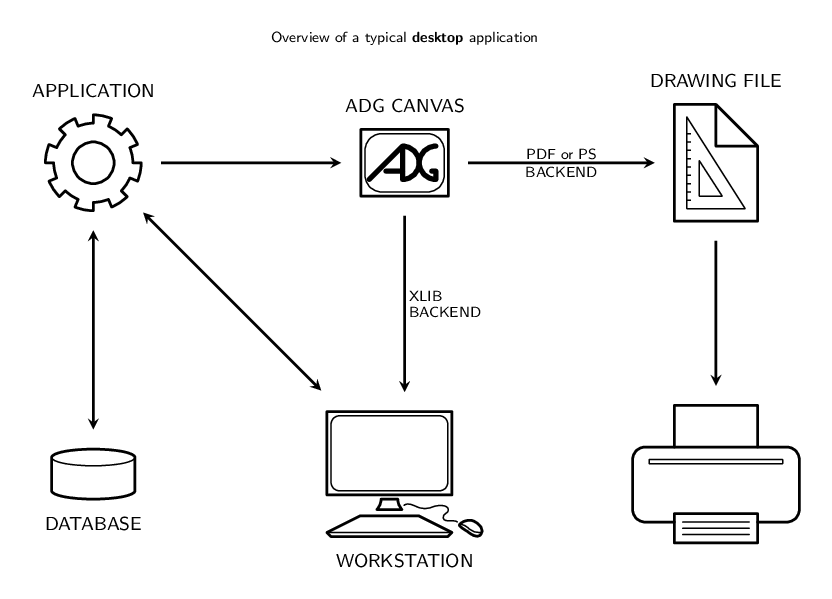 Overview of a typical desktop application
DRAWING FILE
APPLICATION
ADG CANVAS
ADG
PDF or PS
BACKEND
XLIB
BACKEND
DATABASE
WORKSTATION